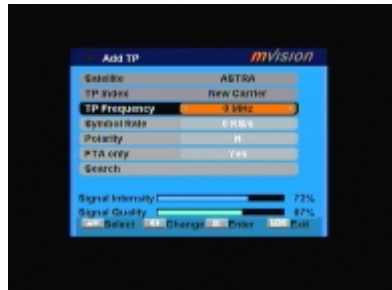 Add TP mvision
Satellite ASTRA
TP Index New Carrier
TP Frequency 0 MHz
Symbol Rate 0 KB/s
Polarity H
FTA only Yes
Search
Signal Intensity 72%
Signal Quality 87%
Select Change Enter Exit